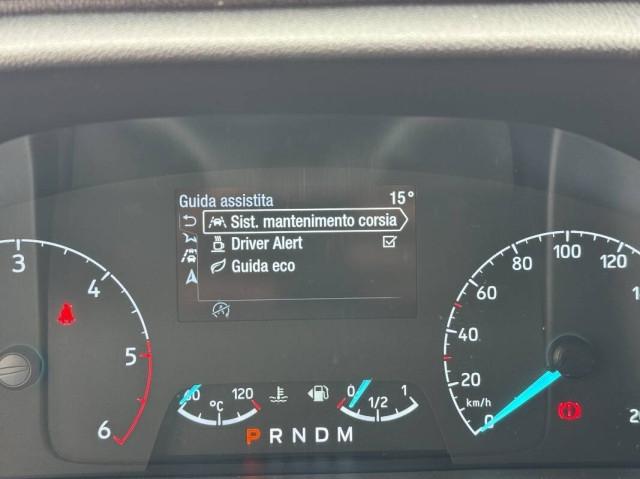 Guida assistita 15°
Sist. mantenimento corsia
Driver Alert
Guida eco
3
4
5
6
°C 120
0 1/2 1
P R N D M
0 20 40 60 80 100 120
km/h